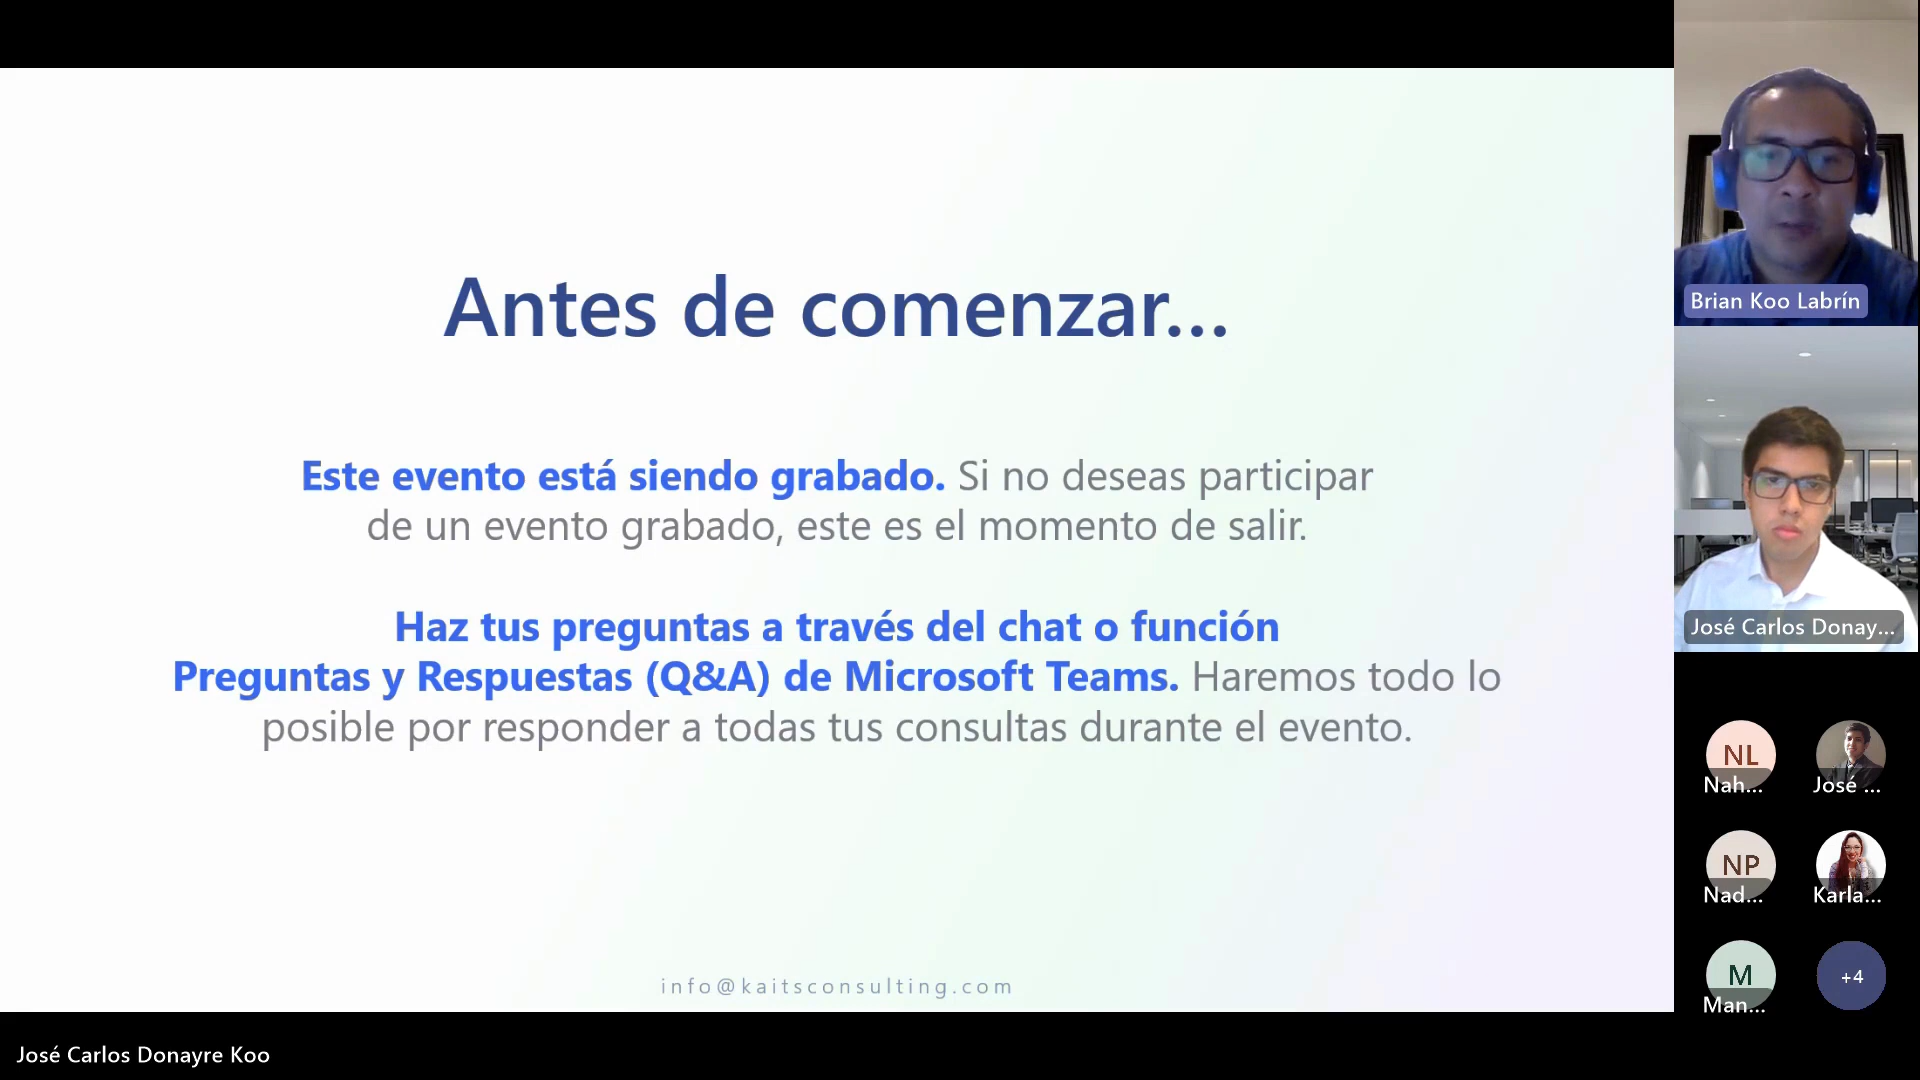 Antes de comenzar...
Este evento está siendo grabado. Si no deseas participar
de un evento grabado, este es el momento de salir.
Haz tus preguntas a través del chat o función
Preguntas y Respuestas (Q&A) de Microsoft Teams. Haremos todo lo
posible por responder a todas tus consultas durante el evento.
info@kaitsconsulting.com
José Carlos Donayre Koo
Brian Koo Labrín
José Carlos Donay...
NL
Nah...
José ...
NP
Nad...
Karla...
M
Man...
+4